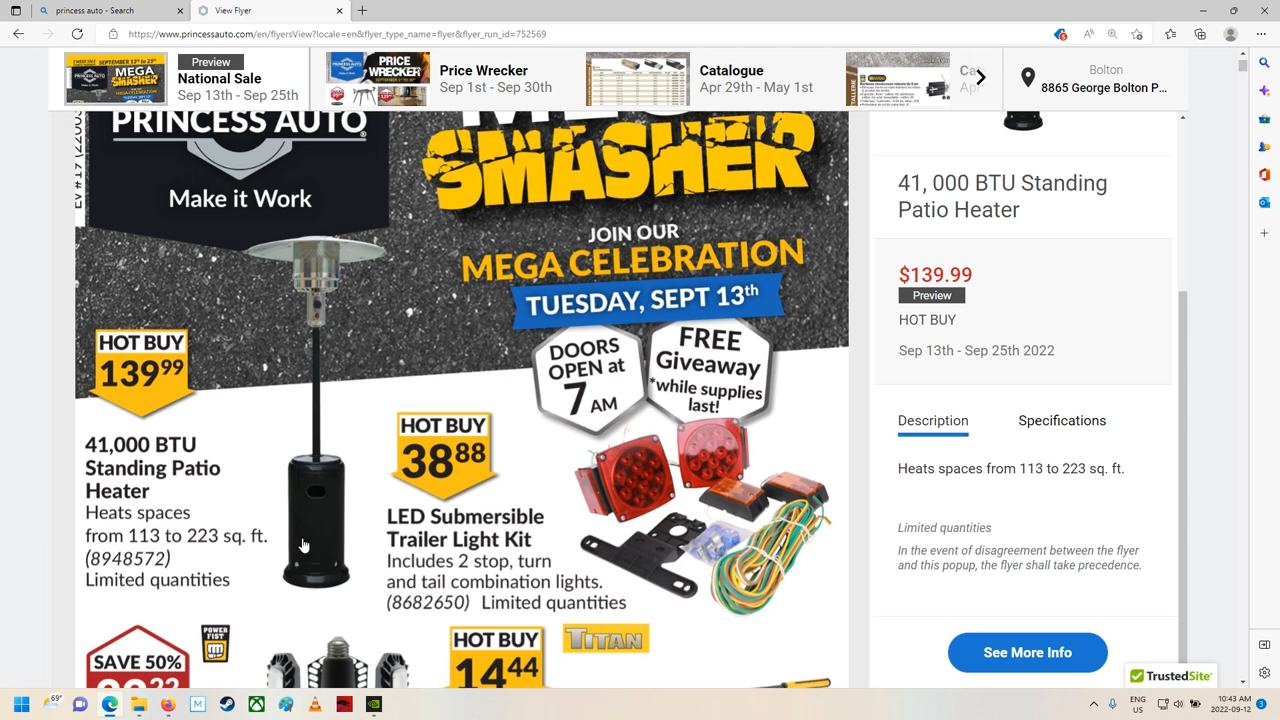 princess auto - Search
View Flyer
https://www.princessauto.com/en/flyersView?locale=en&flyer_type_name=flyer&flyer_run_id=752569
Preview
National Sale
th - Sep 25th
Price Wrecker
Sep 1st - Sep 30th
Catalogue
Apr 29th - May 1st
Bolton
8865 George Bolton
PRINCESS AUTO
Make it Work
SMASHER
JOIN OUR
MEGA CELEBRATION
TUESDAY, SEPT 13th
DOORS
OPEN at
7 AM
FREE
Giveaway
*while supplies
last!
HOT BUY
139.99
41,000 BTU
Standing Patio
Heater
Heats spaces
from 113 to 223 sq. ft.
(8948572)
Limited quantities
HOT BUY
38.88
LED Submersible
Trailer Light Kit
Includes 2 stop, turn
and tail combination lights.
(8682650) Limited quantities
SAVE 50%
POWER
FIST
HOT BUY
14.44
TITAN
41, 000 BTU Standing
Patio Heater
$139.99
Preview
HOT BUY
Sep 13th - Sep 25th 2022
Description
Specifications
Heats spaces from 113 to 223 sq. ft.
Limited quantities
In the event of disagreement between the flyer
and this popup, the flyer shall take precedence.
See More Info
TrustedSite
69°
ENG
US
10:43 AM
2022-09-12